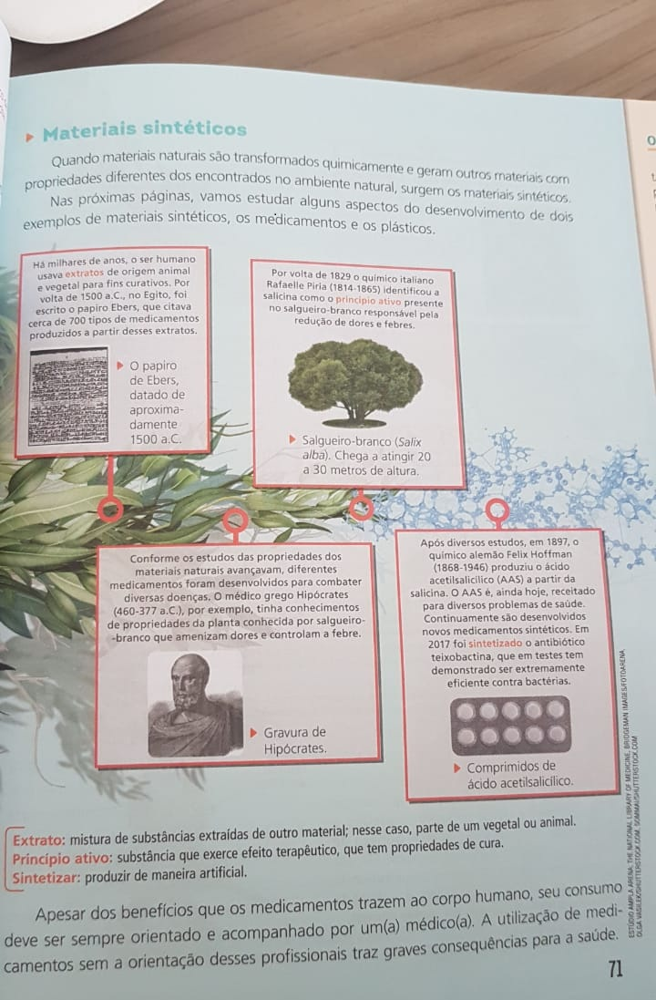 Materiais sintéticos
Quando materiais naturais são transformados quimicamente e geram outros materiais com
propriedades diferentes dos encontrados no ambiente natural, surgem os materiais sintéticos.
Nas próximas páginas, vamos estudar alguns aspectos do desenvolvimento de dois
exemplos de materiais sintéticos, os medicamentos e os plásticos.
Há milhares de anos, o ser humano
usava extratos de origem animal
e vegetal para fins curativos. Por
volta de 1500 a.C., no Egito, foi
escrito o papiro Ebers, que citava
cerca de 700 tipos de medicamentos
produzidos a partir desses extratos.
O papiro
de Ebers,
datado de
aproxima-
damente
1500 a.C.
Por volta de 1829 o químico italiano
Rafaelle Piria (1814-1865) identificou a
salicina como o princípio ativo presente
no salgueiro-branco responsável pela
redução de dores e febres.
Salgueiro-branco (Salix
alba). Chega a atingir 20
a 30 metros de altura.
Conforme os estudos das propriedades dos
materiais naturais avançavam, diferentes
medicamentos foram desenvolvidos para combater
diversas doenças. O médico grego Hipócrates
(460-377 a.C.), por exemplo, tinha conhecimentos
de propriedades da planta conhecida por salgueiro-
-branco que amenizam dores e controlam a febre.
Gravura de
Hipócrates.
Após diversos estudos, em 1897, o
químico alemão Felix Hoffman
(1868-1946) produziu o ácido
acetilsalicílico (AAS) a partir da
salicina. O AAS é, ainda hoje, receitado
para diversos problemas de saúde.
Continuamente são desenvolvidos
novos medicamentos sintéticos. Em
2017 foi sintetizado o antibiótico
teixobactina, que em testes tem
demonstrado ser extremamente
eficiente contra bactérias.
Comprimidos de
ácido acetilsalicílico.
Extrato: mistura de substâncias extraídas de outro material; nesse caso, parte de um vegetal ou animal.
Princípio ativo: substância que exerce efeito terapêutico, que tem propriedades de cura.
Sintetizar: produzir de maneira artificial.
Apesar dos benefícios que os medicamentos trazem ao corpo humano, seu consumo
deve ser sempre orientado e acompanhado por um(a) médico(a). A utilização de medi-
camentos sem a orientação desses profissionais traz graves consequências para a saúde.
71
ESTÚDIO AMPLA ARENA; THE NATIONAL LIBRARY OF MEDICINE; BRIDGEMAN IMAGES/FOTOARENA;
OLGA VASILEK/SHUTTERSTOCK.COM; SOMMAI/SHUTTERSTOCK.COM